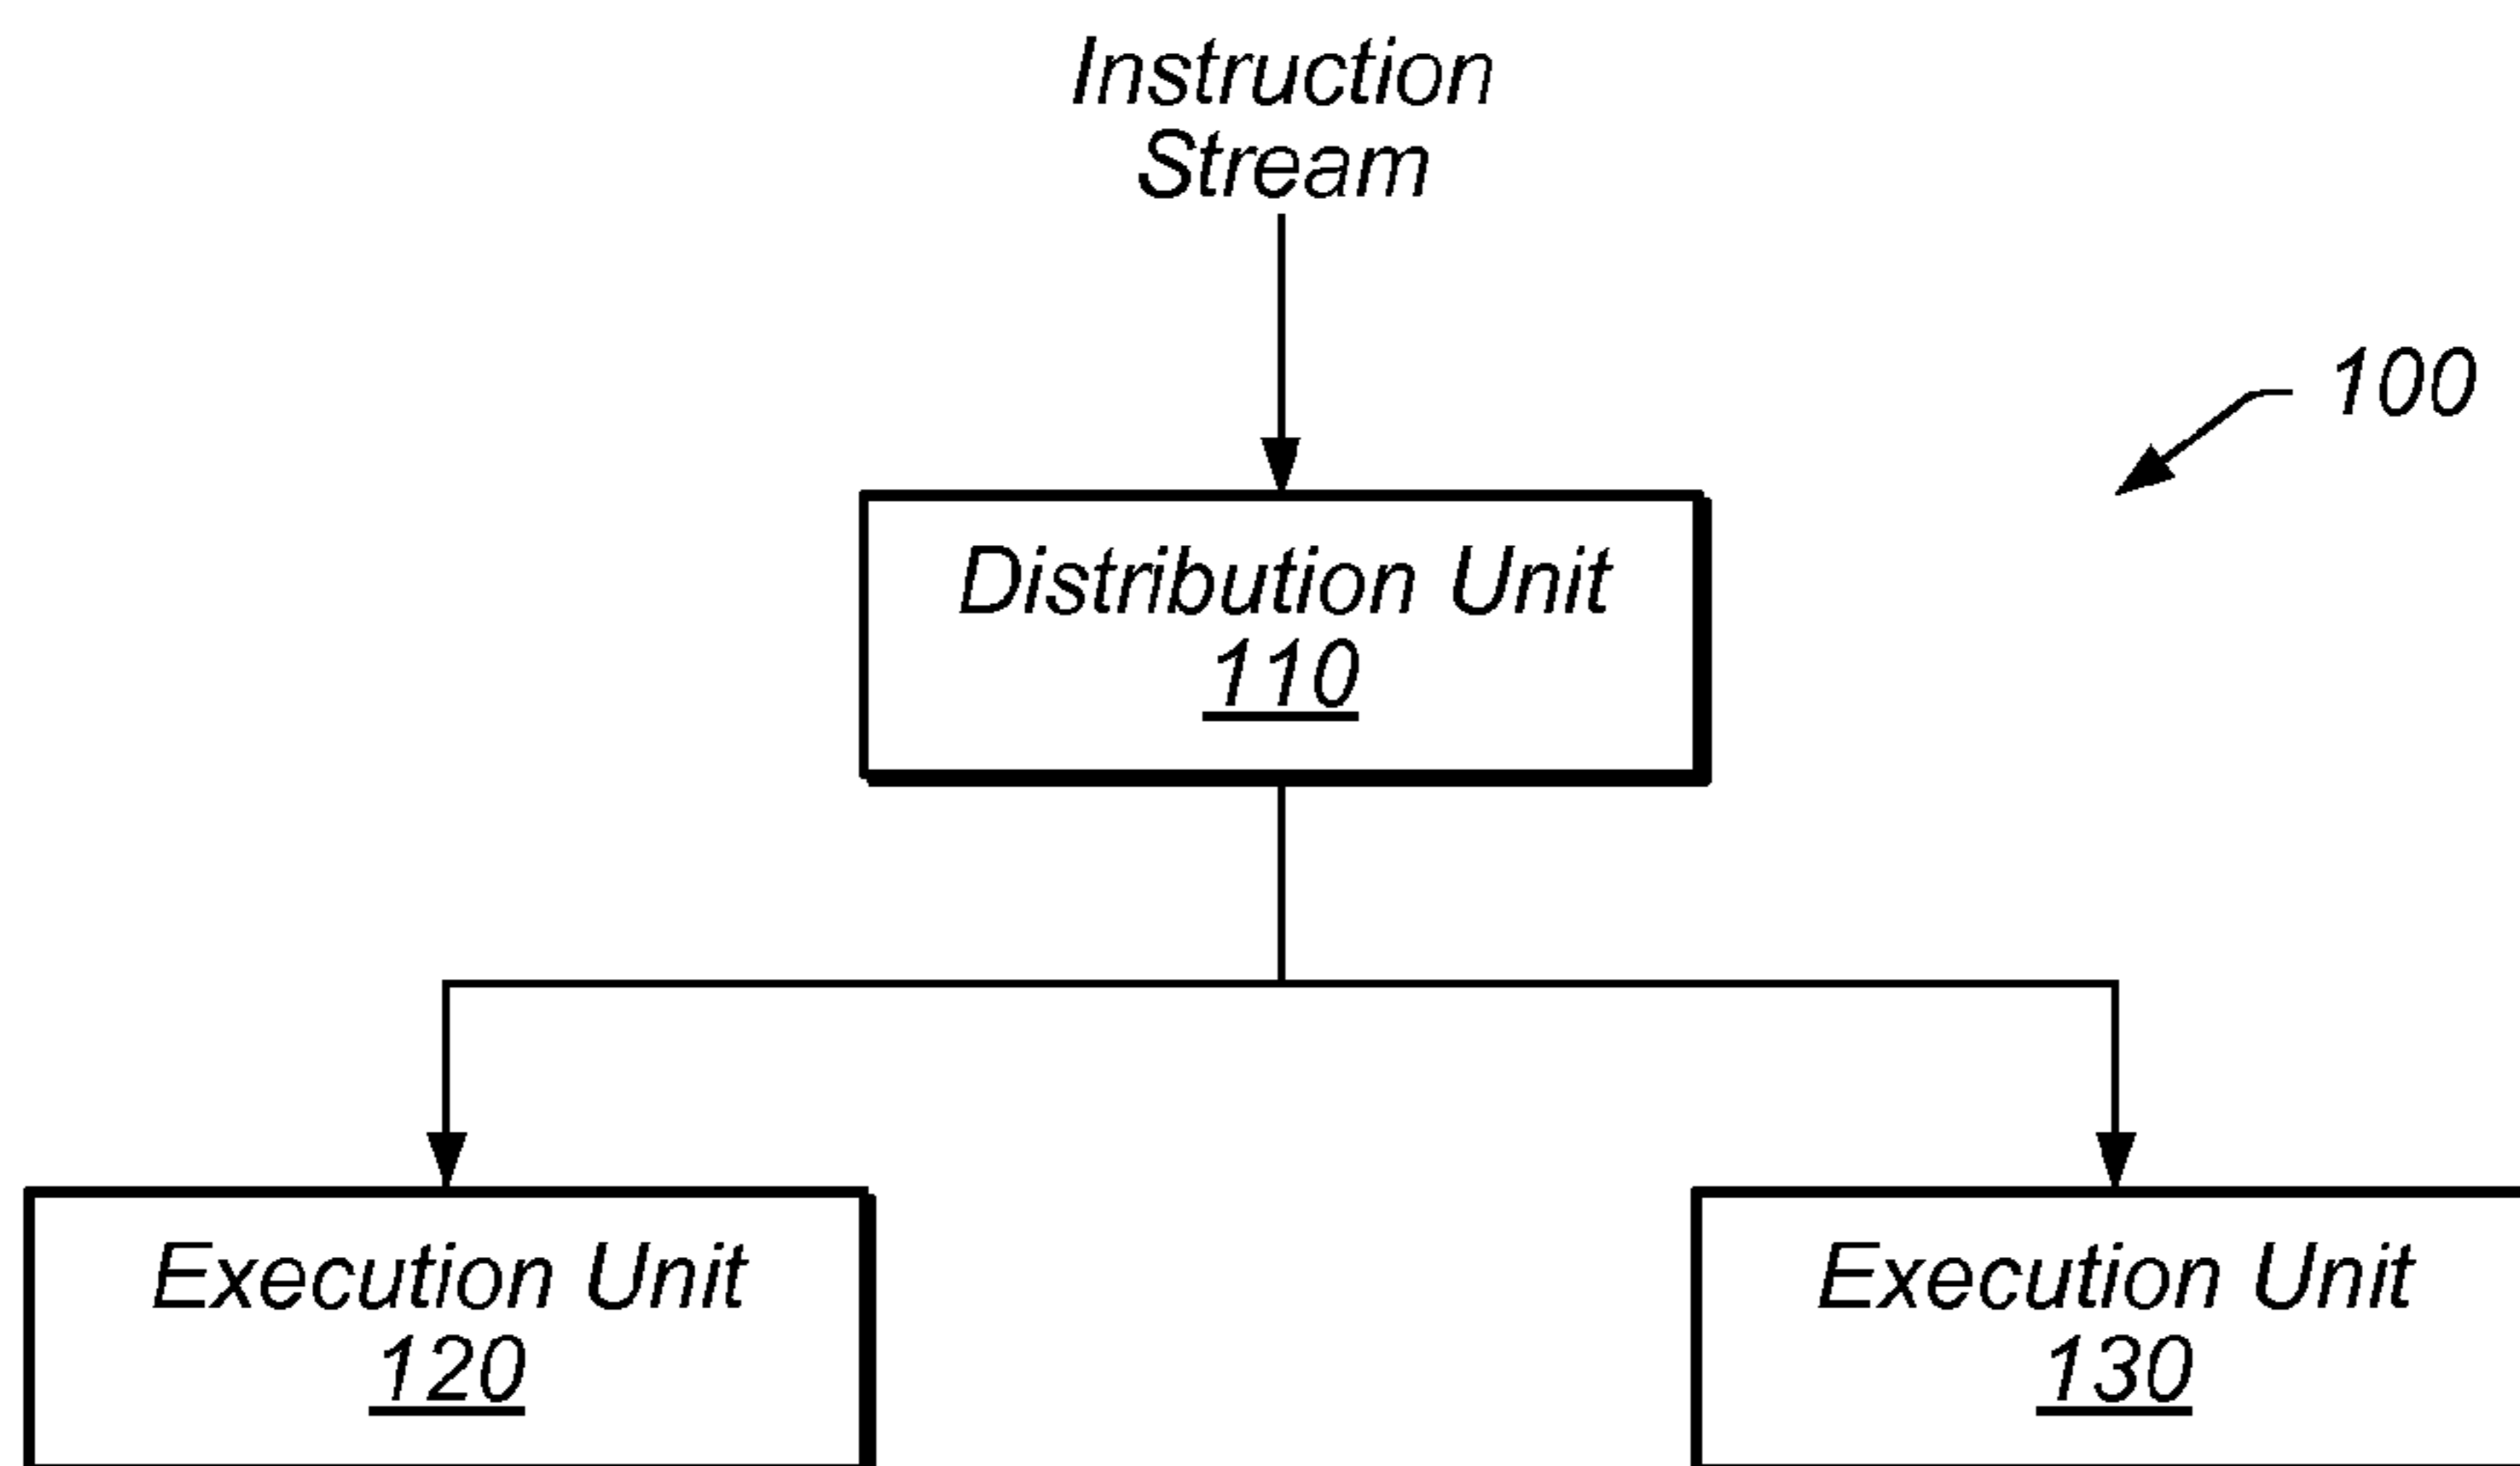 Instruction
Stream
100
Distribution Unit
110
Execution Unit
120
Execution Unit
130